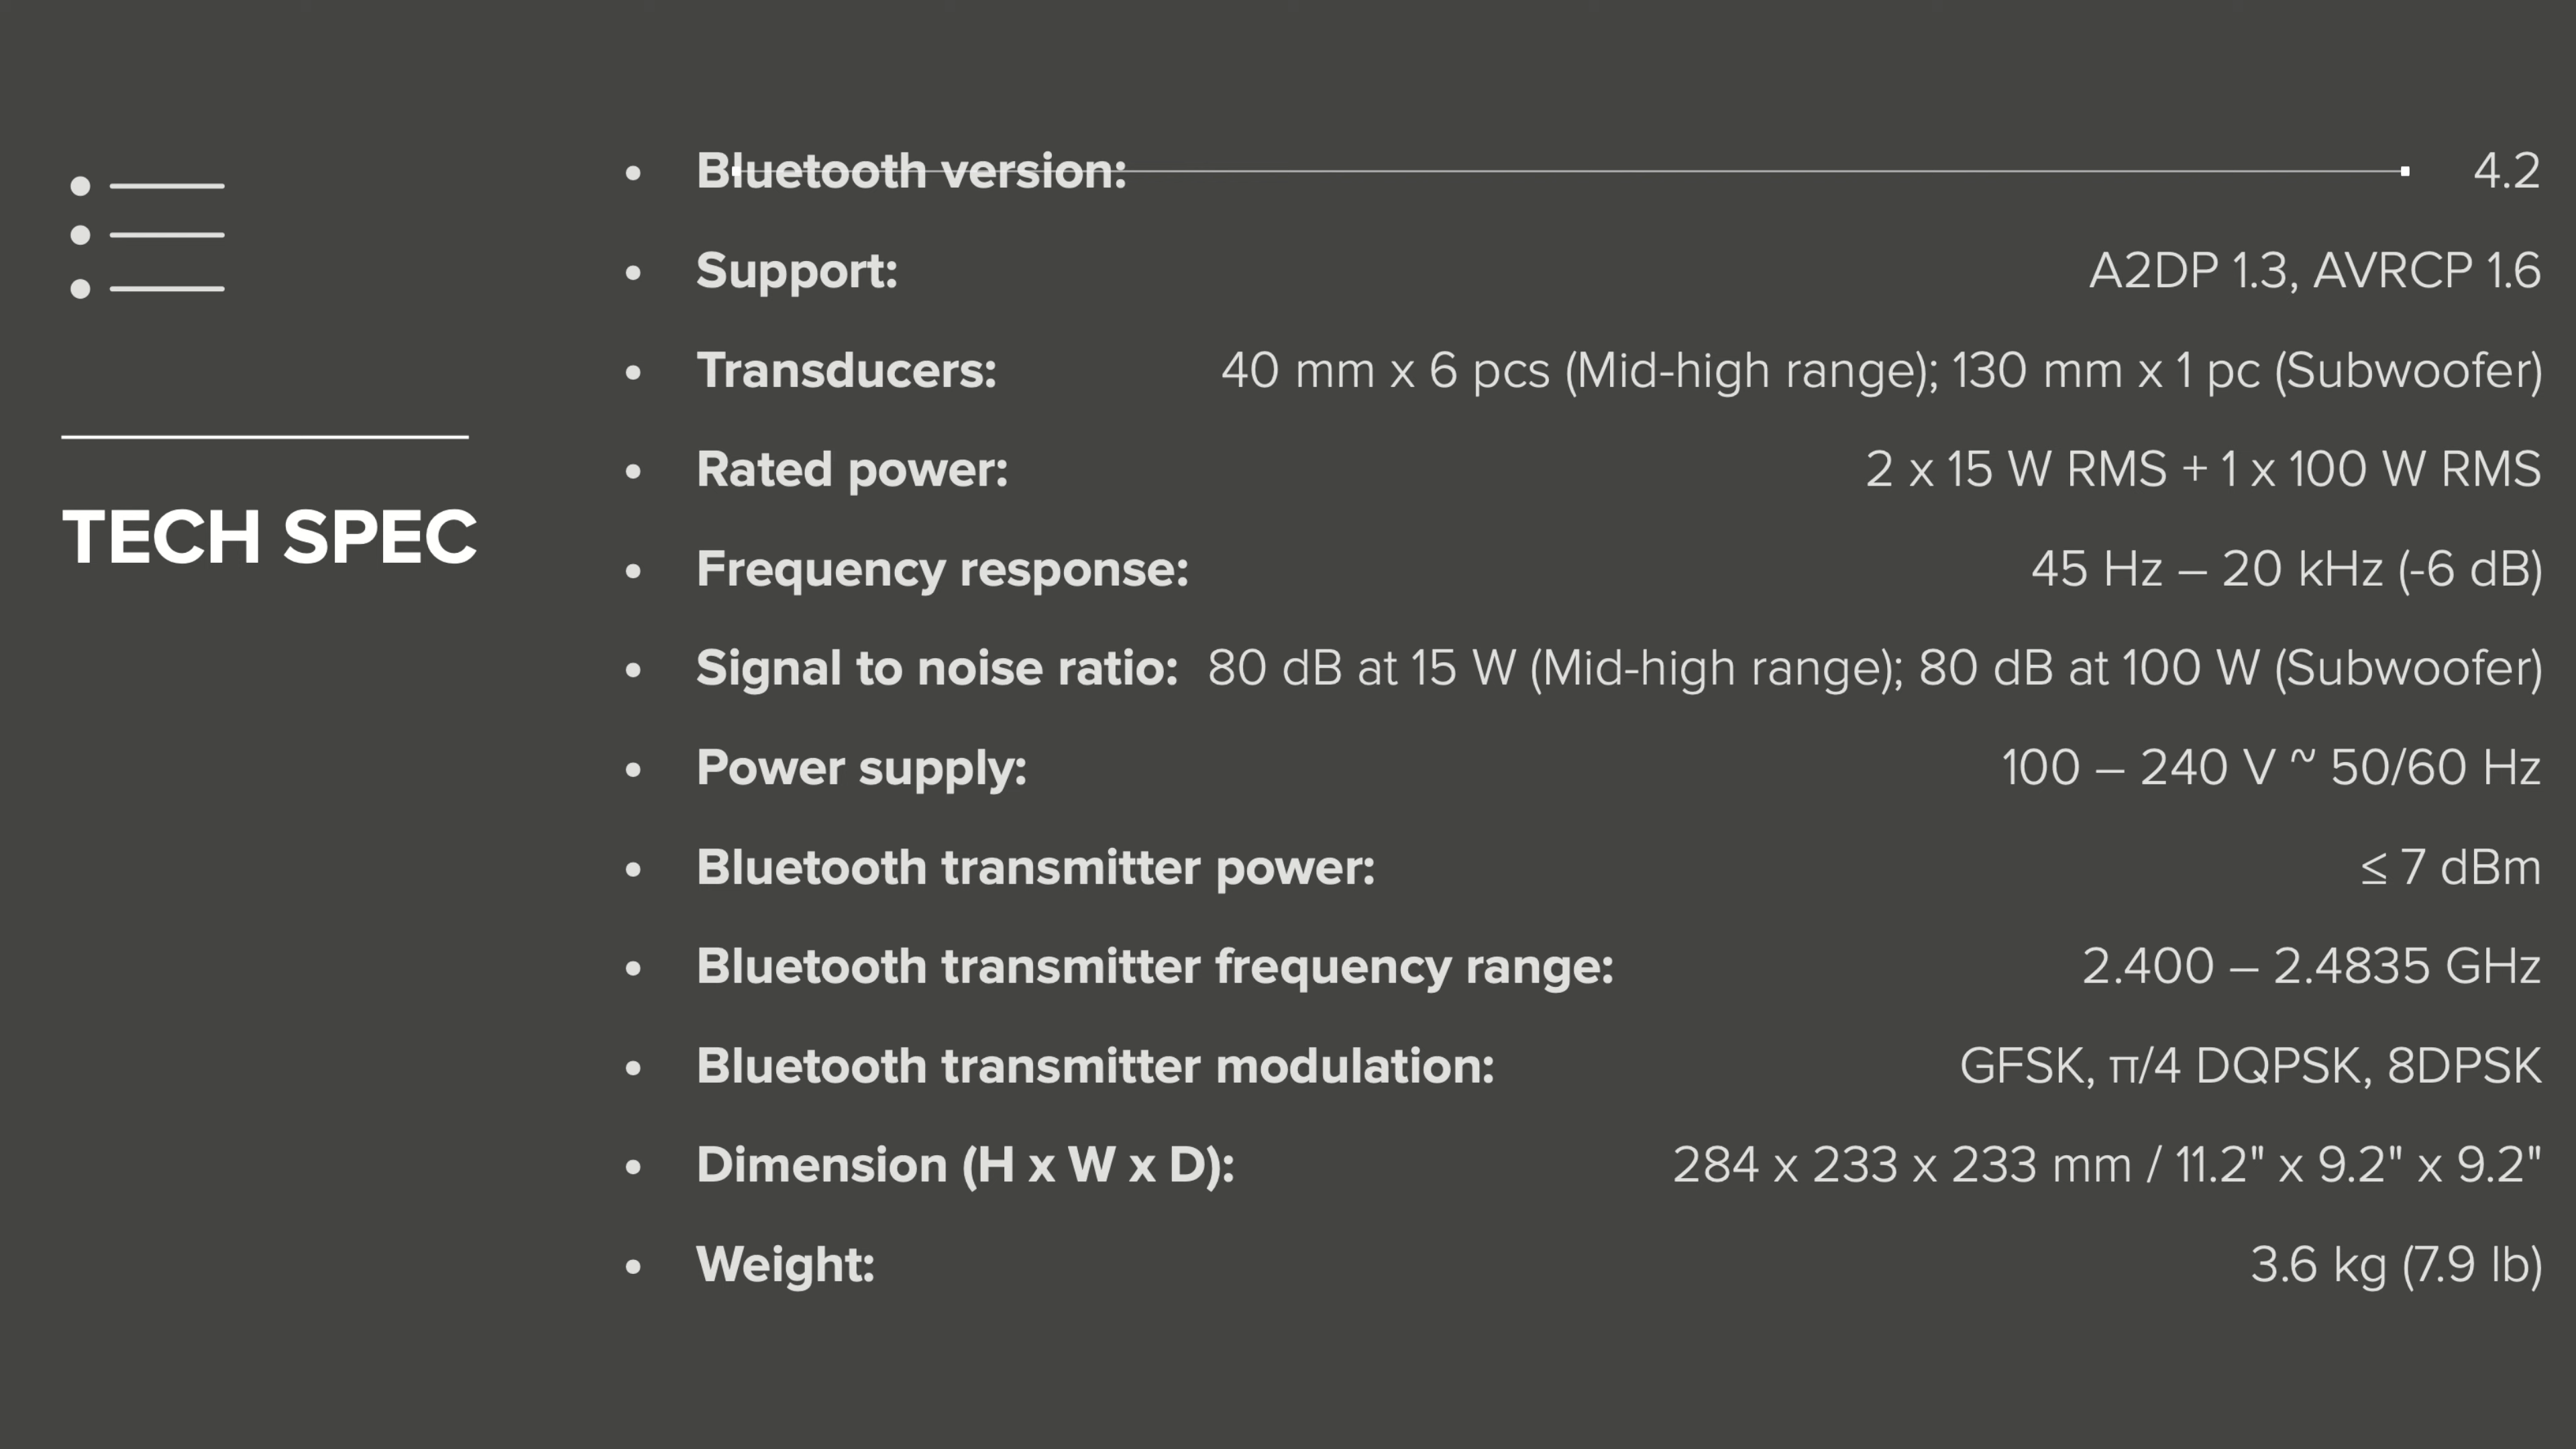 TECH SPEC
• Bluetooth version: 4.2
• Support: A2DP 1.3, AVRCP 1.6
• Transducers: 40 mm x 6 pcs (Mid-high range); 130 mm x 1 pc (Subwoofer)
• Rated power: 2 x 15 W RMS + 1 x 100 W RMS
• Frequency response: 45 Hz – 20 kHz (-6 dB)
• Signal to noise ratio: 80 dB at 15 W (Mid-high range); 80 dB at 100 W (Subwoofer)
• Power supply: 100 – 240 V ~ 50/60 Hz
• Bluetooth transmitter power: ≤ 7 dBm
• Bluetooth transmitter frequency range: 2.400 – 2.4835 GHz
• Bluetooth transmitter modulation: GFSK, π/4 DQPSK, 8DPSK
• Dimension (H x W x D): 284 x 233 x 233 mm / 11.2" x 9.2" x 9.2"
• Weight: 3.6 kg (7.9 lb)